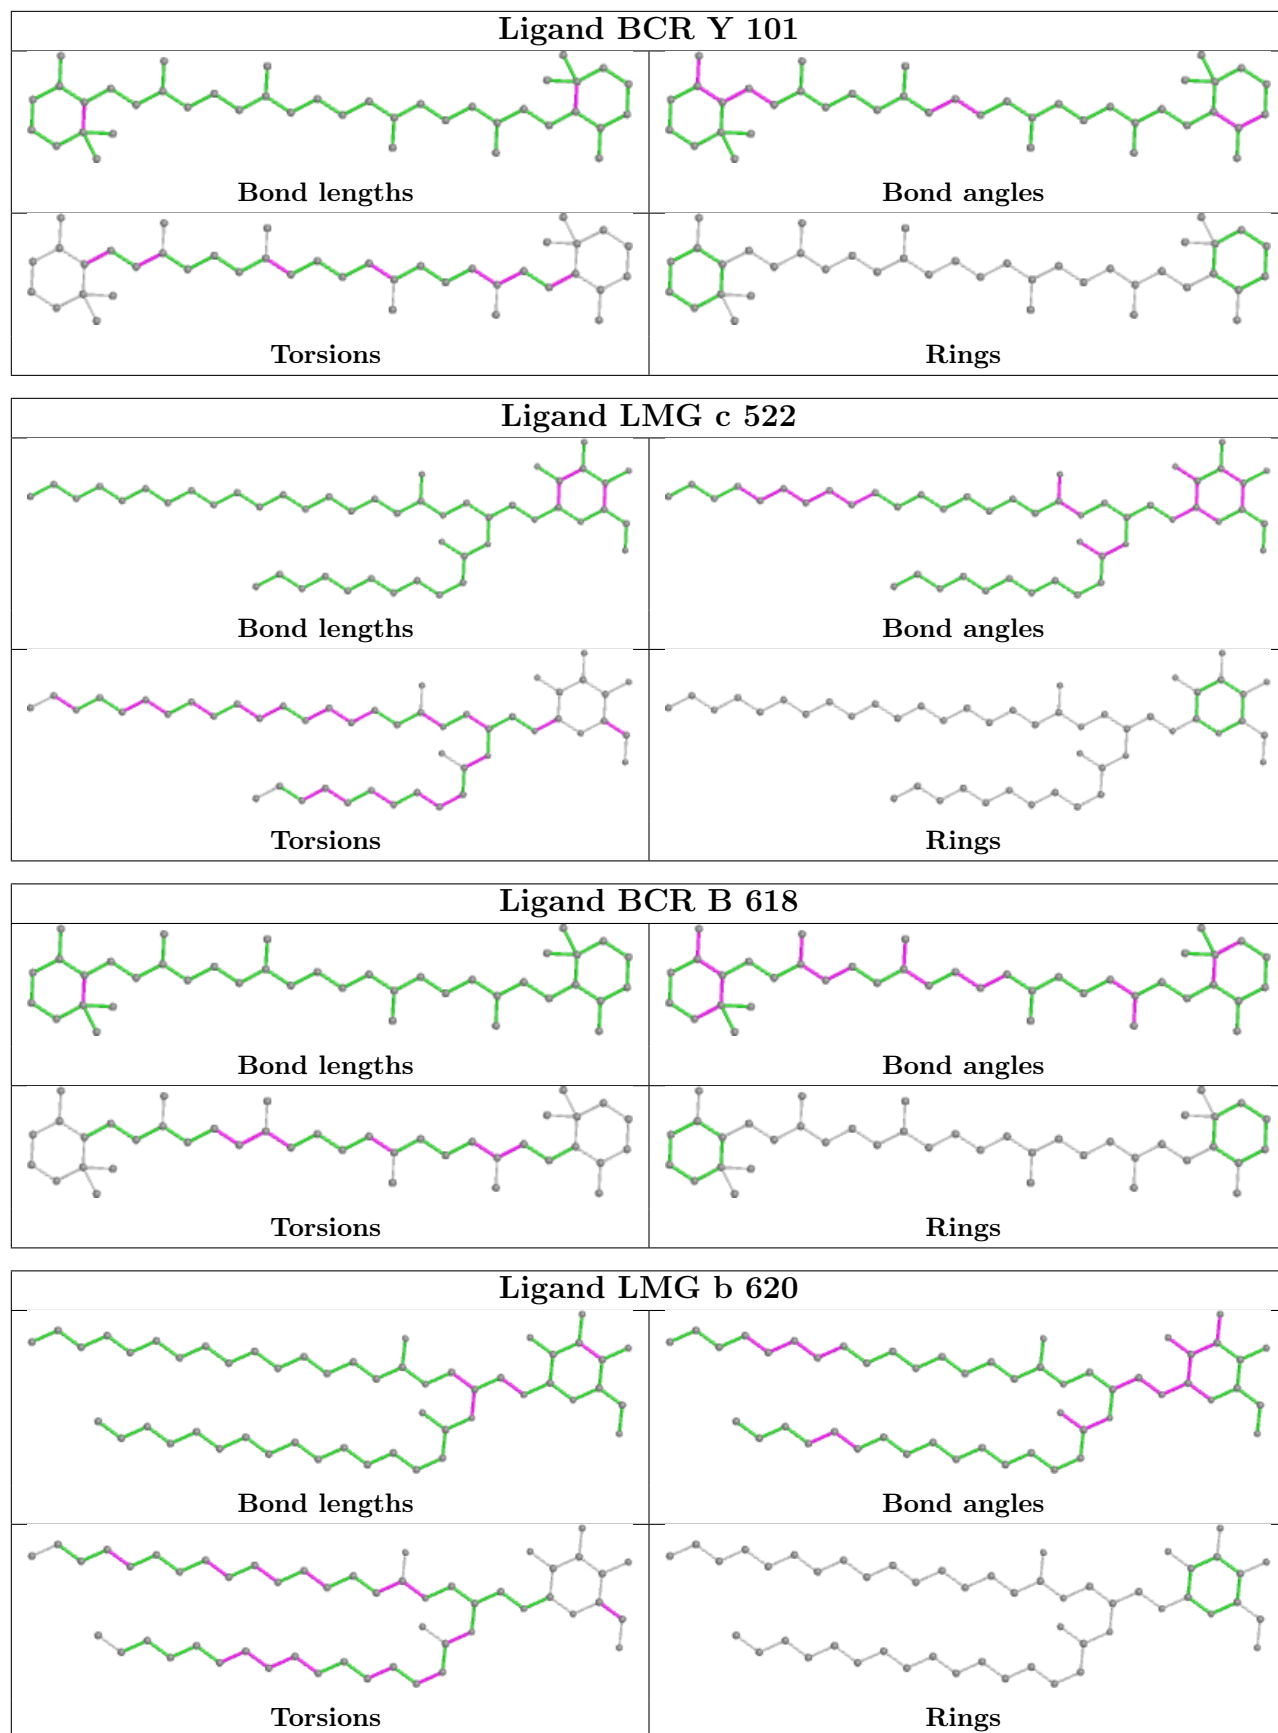 Ligand BCR Y 101
Bond lengths
Bond angles
Torsions
Rings
Ligand LMG c 522
Bond lengths
Bond angles
Torsions
Rings
Ligand BCR B 618
Bond lengths
Bond angles
Torsions
Rings
Ligand LMG b 620
Bond lengths
Bond angles
Torsions
Rings